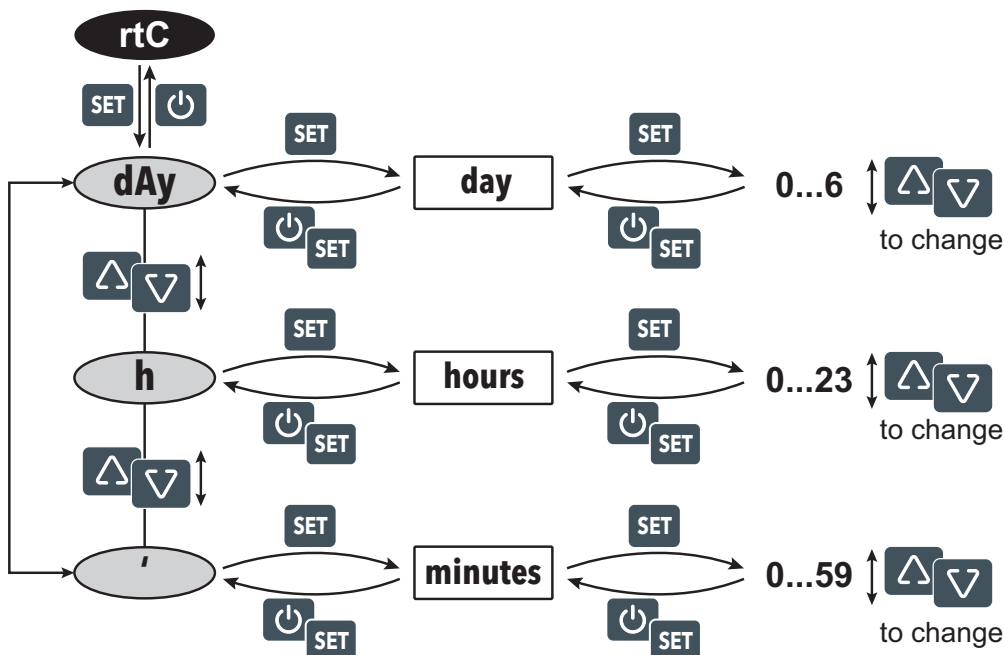 rtC
SET
SET SET
dAy day 0...6
SET SET
to change
SET SET
h hours 0...23
SET SET
to change
SET SET
' minutes 0...59
SET SET
to change